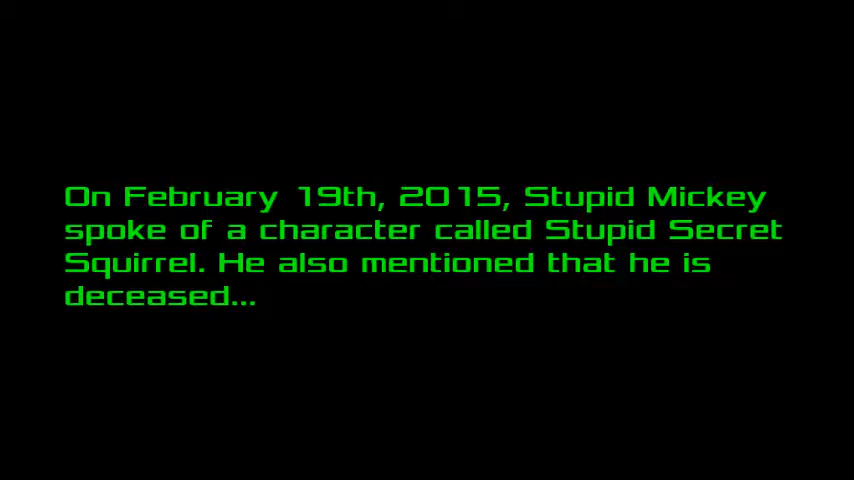 On February 19th, 2015, Stupid Mickey
spoke of a character called Stupid Secret
Squirrel. He also mentioned that he is
deceased...